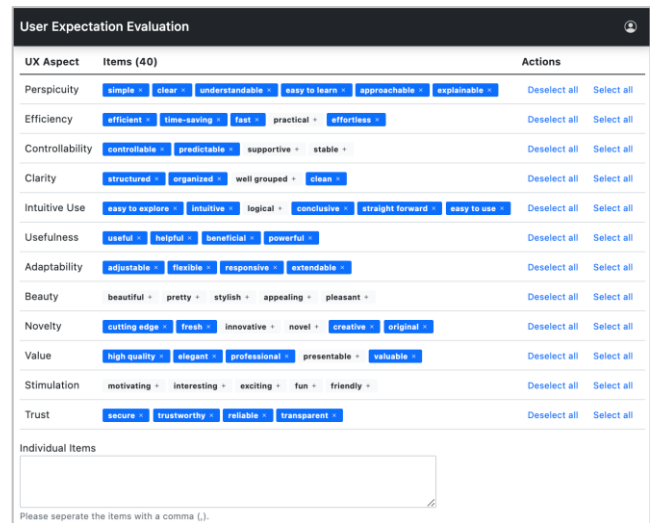 User Expectation Evaluation
UX Aspect Items (40) Actions
Perspicuity simple × clear × understandable × easy to learn × approachable × explainable × Deselect all Select all
Efficiency efficient × time-saving × fast × practical + effortless × Deselect all Select all
Controllability controllable × predictable × supportive + stable + Deselect all Select all
Clarity structured × organized × well grouped + clean × Deselect all Select all
Intuitive Use easy to explore × intuitive × logical + conclusive × straight forward × easy to use × Deselect all Select all
Usefulness useful × helpful × beneficial × powerful × Deselect all Select all
Adaptability adjustable × flexible × responsive × extendable × Deselect all Select all
Beauty beautiful + pretty + stylish + appealing + pleasant + Deselect all Select all
Novelty cutting edge × fresh × innovative + novel + creative × original × Deselect all Select all
Value high quality × elegant × professional × presentable + valuable × Deselect all Select all
Stimulation motivating + interesting + exciting + fun + friendly + Deselect all Select all
Trust secure × trustworthy × reliable × transparent × Deselect all Select all
Individual Items
Please seperate the items with a comma (,).